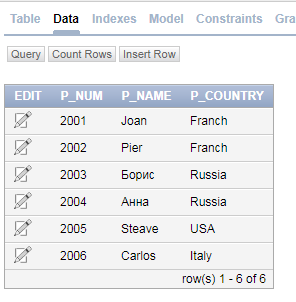 Table Data Indexes Model Constraints Gra
Query Count Rows Insert Row
EDIT P_NUM P_NAME P_COUNTRY
2001 Joan Franch
2002 Pier Franch
2003 Борис Russia
2004 Анна Russia
2005 Steave USA
2006 Carlos Italy
row(s) 1 - 6 of 6